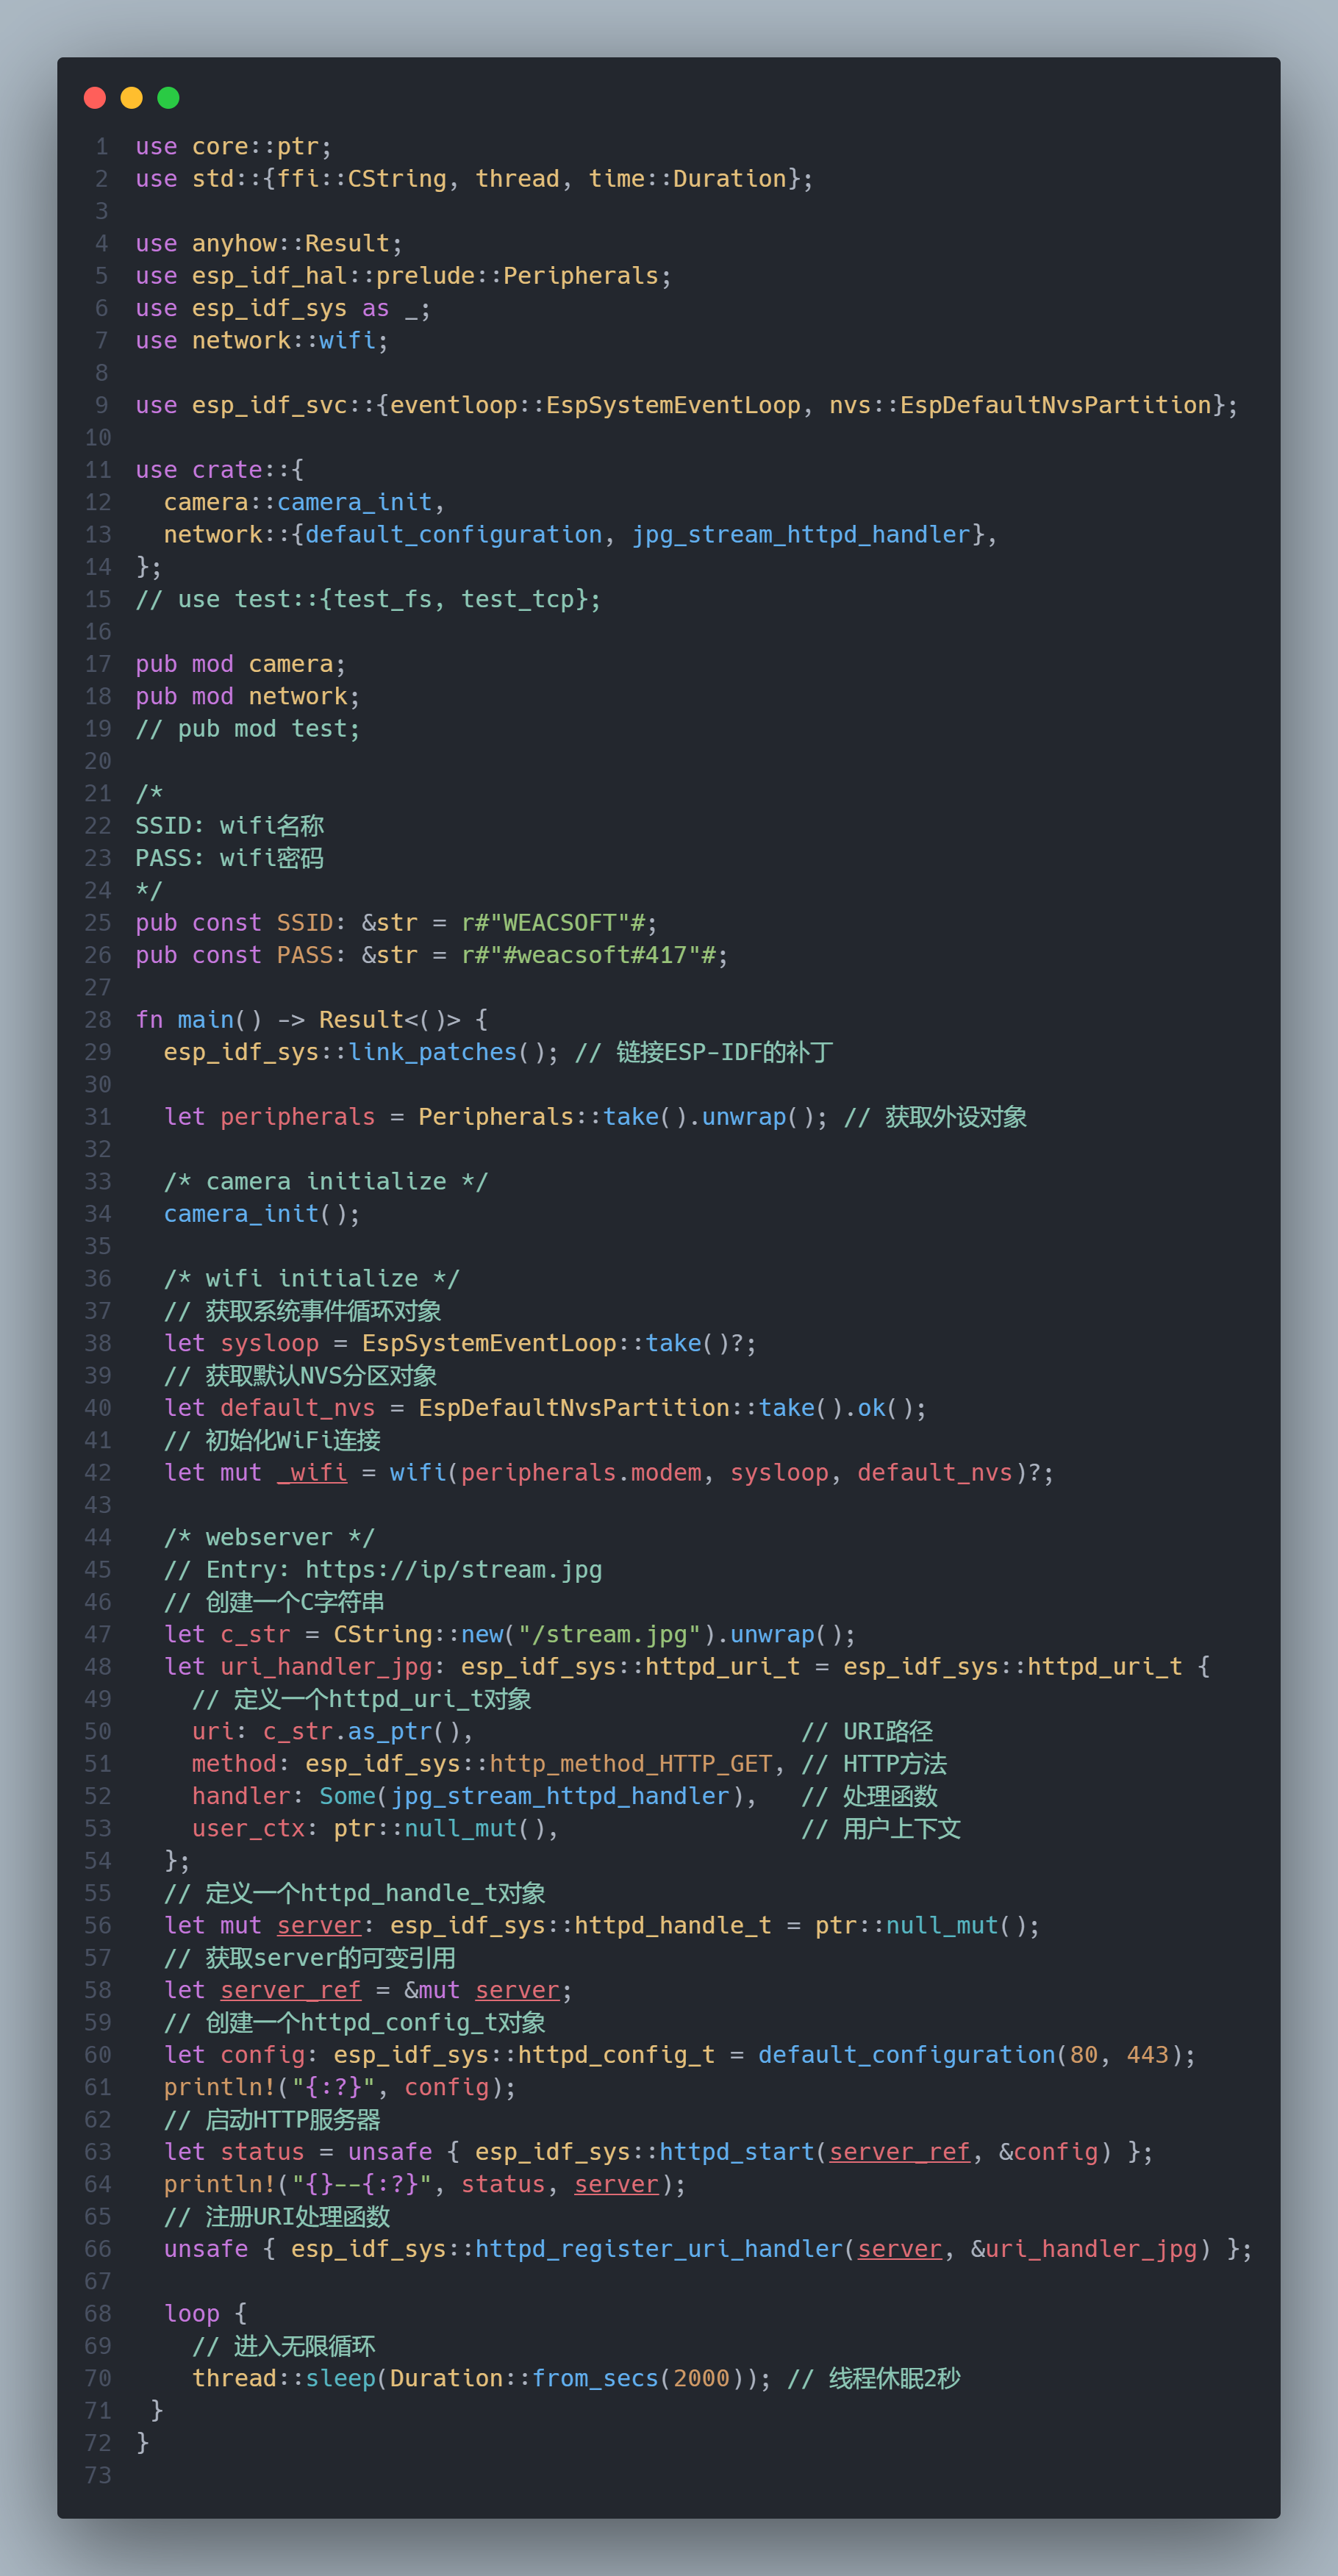 1 use core::ptr;
2 use std::{ffi::CString, thread, time::Duration};
3
4 use anyhow::Result;
5 use esp_idf_hal::prelude::Peripherals;
6 use esp_idf_sys as _;
7 use network::wifi;
8
9 use esp_idf_svc::{eventloop::EspSystemEventLoop, nvs::EspDefaultNvsPartition};
10
11 use crate::{
12   camera::camera_init,
13   network::{default_configuration, jpg_stream_httpd_handler},
14 };
15 // use test::{test_fs, test_tcp};
16
17 pub mod camera;
18 pub mod network;
19 // pub mod test;
20
21 /*
22 SSID: wifi名称
23 PASS: wifi密码
24 */
25 pub const SSID: &str = r#"WEACSOFT"#;
26 pub const PASS: &str = r#"#weacsoft#417"#;
27
28 fn main() -> Result<()> {
29   esp_idf_sys::link_patches(); // 链接ESP-IDF的补丁
30
31   let peripherals = Peripherals::take().unwrap(); // 获取外设对象
32
33   /* camera initialize */
34   camera_init();
35
36   /* wifi initialize */
37   // 获取系统事件循环对象
38   let sysloop = EspSystemEventLoop::take()?;
39   // 获取默认NVS分区对象
40   let default_nvs = EspDefaultNvsPartition::take().ok();
41   // 初始化WiFi连接
42   let mut _wifi = wifi(peripherals.modem, sysloop, default_nvs)?;
43
44   /* webserver */
45   // Entry: https://ip/stream.jpg
46   // 创建一个C字符串
47   let c_str = CString::new("/stream.jpg").unwrap();
48   let uri_handler_jpg: esp_idf_sys::httpd_uri_t = esp_idf_sys::httpd_uri_t {
49     // 定义一个httpd_uri_t对象
50     uri: c_str.as_ptr(),                       // URI路径
51     method: esp_idf_sys::http_method_HTTP_GET, // HTTP方法
52     handler: Some(jpg_stream_httpd_handler),   // 处理函数
53     user_ctx: ptr::null_mut(),                 // 用户上下文
54   };
55   // 定义一个httpd_handle_t对象
56   let mut server: esp_idf_sys::httpd_handle_t = ptr::null_mut();
57   // 获取server的可变引用
58   let server_ref = &mut server;
59   // 创建一个httpd_config_t对象
60   let config: esp_idf_sys::httpd_config_t = default_configuration(80, 443);
61   println!("{:?}", config);
62   // 启动HTTP服务器
63   let status = unsafe { esp_idf_sys::httpd_start(server_ref, &config) };
64   println!("{}--{:?}", status, server);
65   // 注册URI处理函数
66   unsafe { esp_idf_sys::httpd_register_uri_handler(server, &uri_handler_jpg) };
67
68   loop {
69     // 进入无限循环
70     thread::sleep(Duration::from_secs(2000)); // 线程休眠2秒
71  }
72 }
73